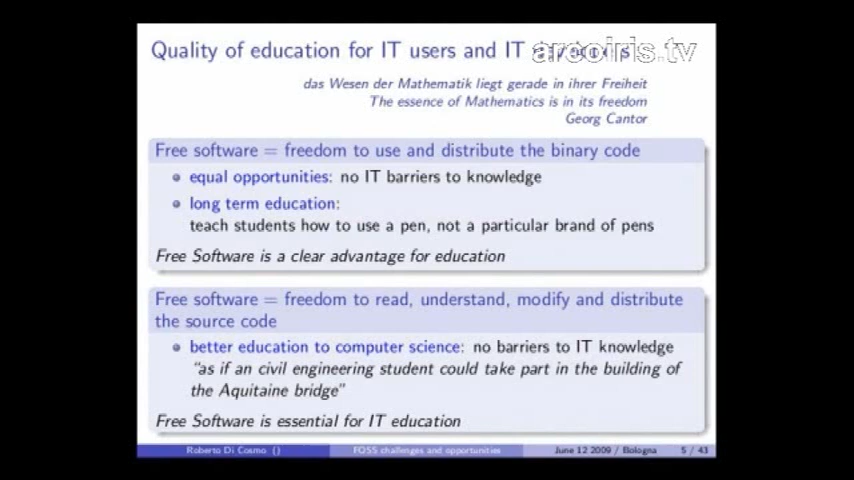 Quality of education for IT users and IT
arcoiris.tv
das Wesen der Mathematik liegt gerade in ihrer Freiheit
The essence of Mathematics is in its freedom
Georg Cantor
Free software = freedom to use and distribute the binary code
equal opportunities: no IT barriers to knowledge
long term education:
teach students how to use a pen, not a particular brand of pens
Free Software is a clear advantage for education
Free software = freedom to read, understand, modify and distribute
the source code
better education to computer science: no barriers to IT knowledge
"as if an civil engineering student could take part in the building of
the Aquitaine bridge"
Free Software is essential for IT education
Roberto Di Cosmo () FOSS challenges and opportunities June 12 2009 / Bologna 5 / 43